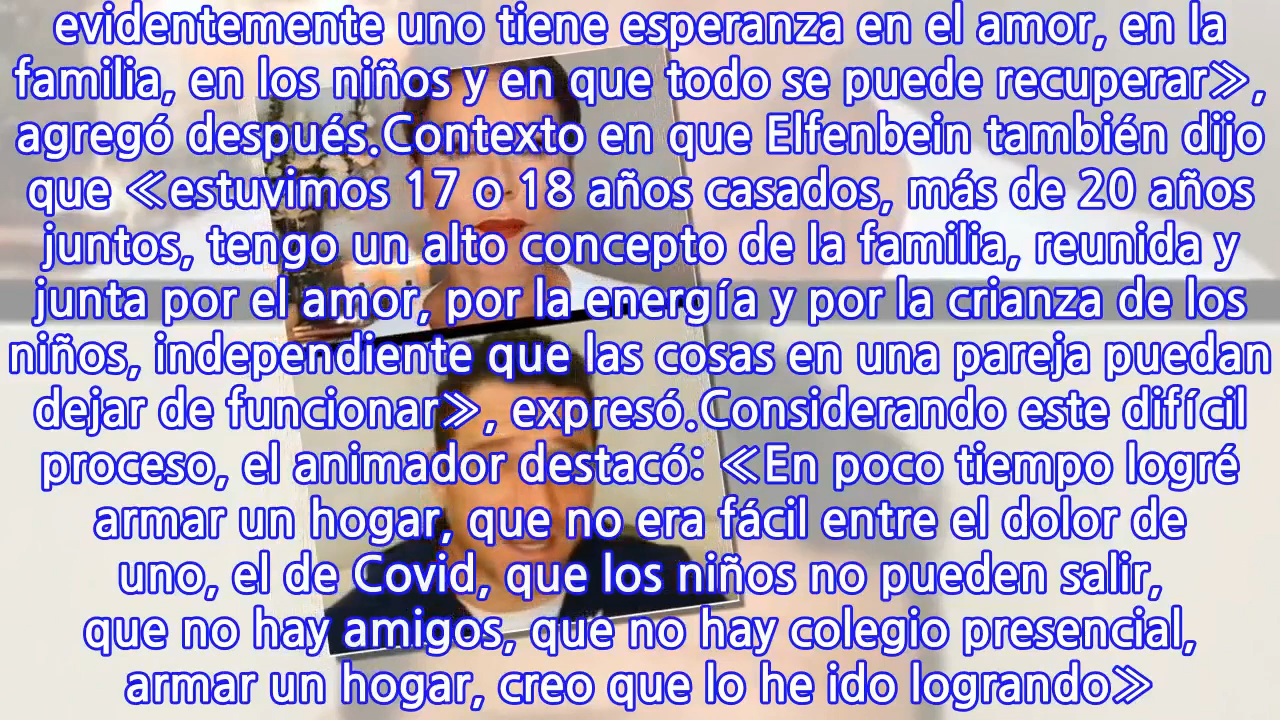 evidentemente uno tiene esperanza en el amor, en la
familia, en los niños y en que todo se puede recuperar≫,
agregó después.Contexto en que Elfenbein también dijo
que ≪estuvimos 17 o 18 años casados, más de 20 años
juntos, tengo un alto concepto de la familia, reunida y
junta por el amor, por la energía y por la crianza de los
niños, independiente que las cosas en una pareja puedan
dejar de funcionar≫, expresó.Considerando este difícil
proceso, el animador destacó: ≪En poco tiempo logré
armar un hogar, que no era fácil entre el dolor de
uno, el de Covid, que los niños no pueden salir,
que no hay amigos, que no hay colegio presencial,
armar un hogar, creo que lo he ido logrando≫